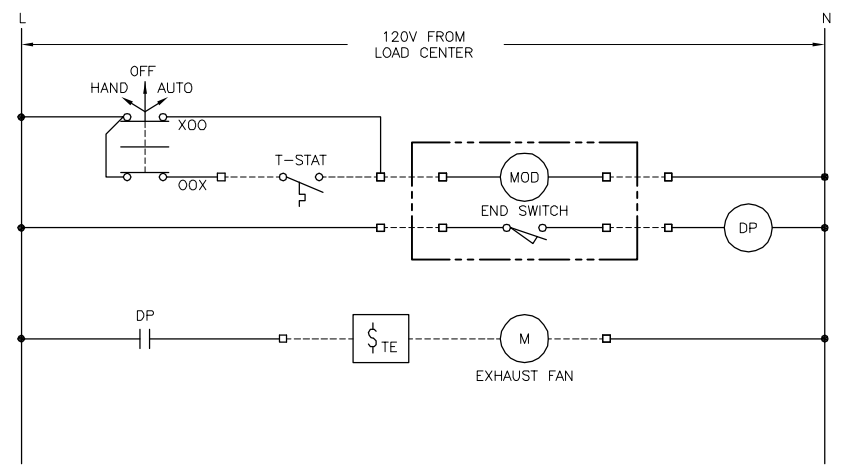 L
N
120V FROM
LOAD CENTER
OFF
HAND
AUTO
XOO
T-STAT
OOX
MOD
END SWITCH
DP
DP
$TE
M
EXHAUST FAN